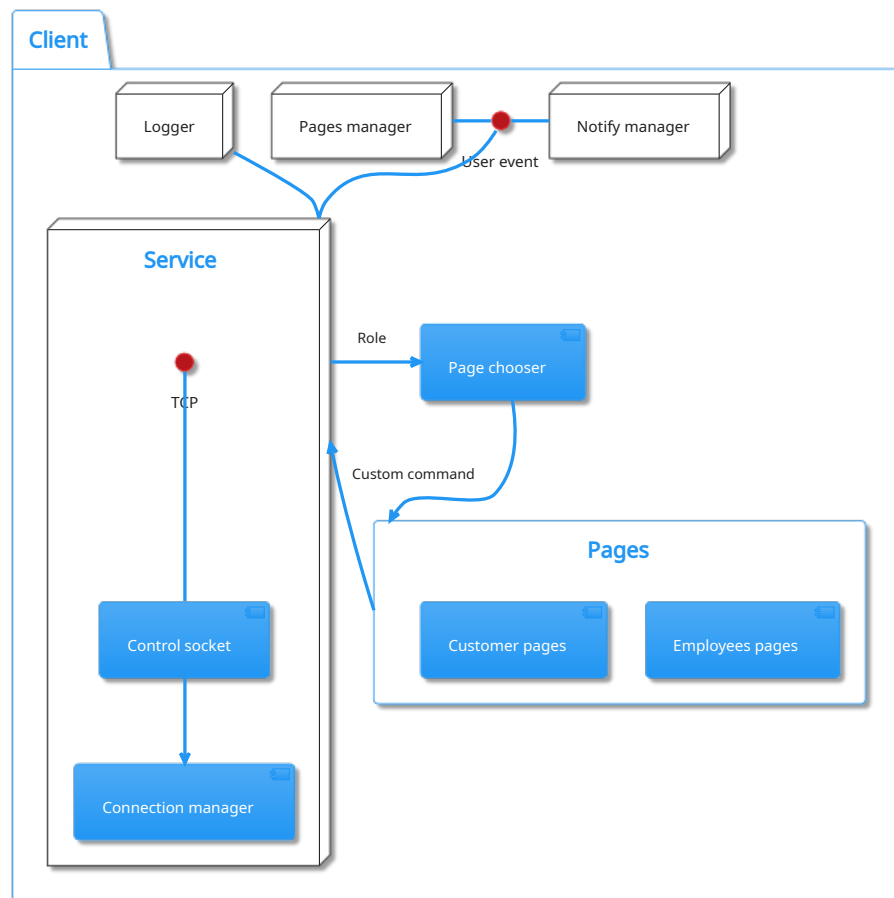 Client
Logger
Pages manager
Notify manager
User event
Service
Role
Page chooser
TCP
Custom command
Pages
Control socket
Customer pages
Employees pages
Connection manager